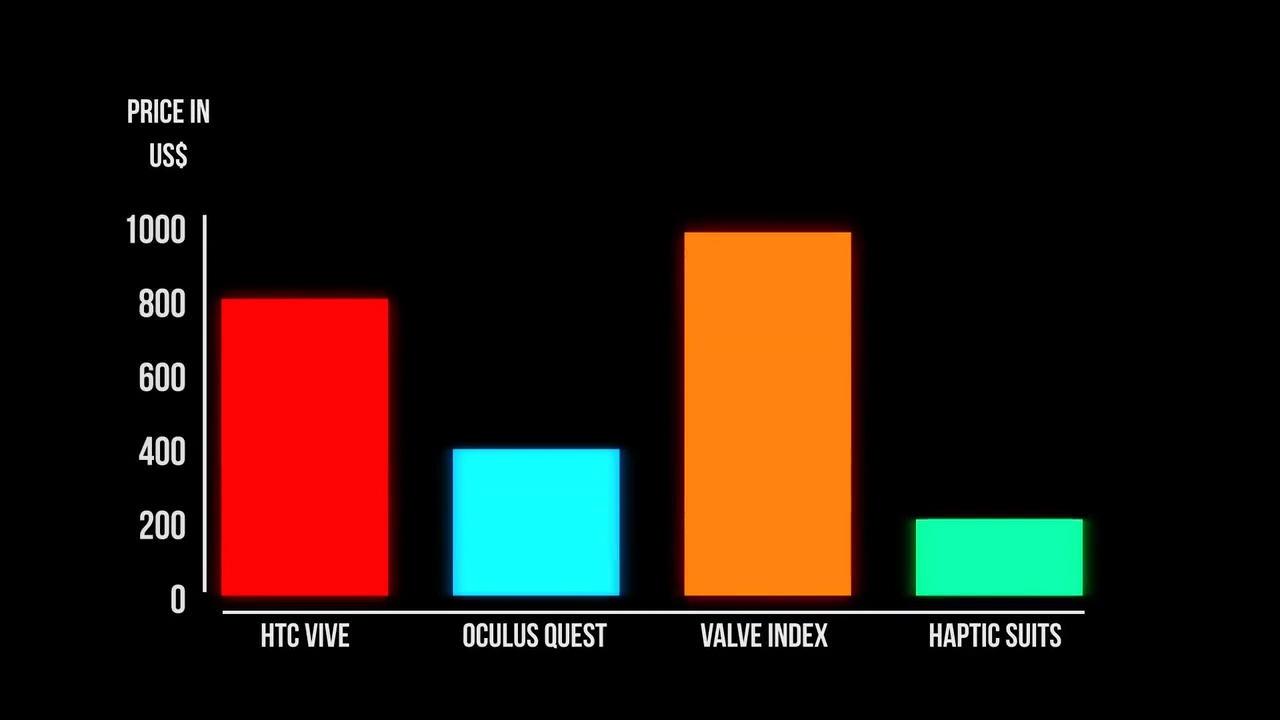 PRICE IN
US$
1000
800
600
400
200
0
HTC VIVE
OCULUS QUEST
VALVE INDEX
HAPTIC SUITS